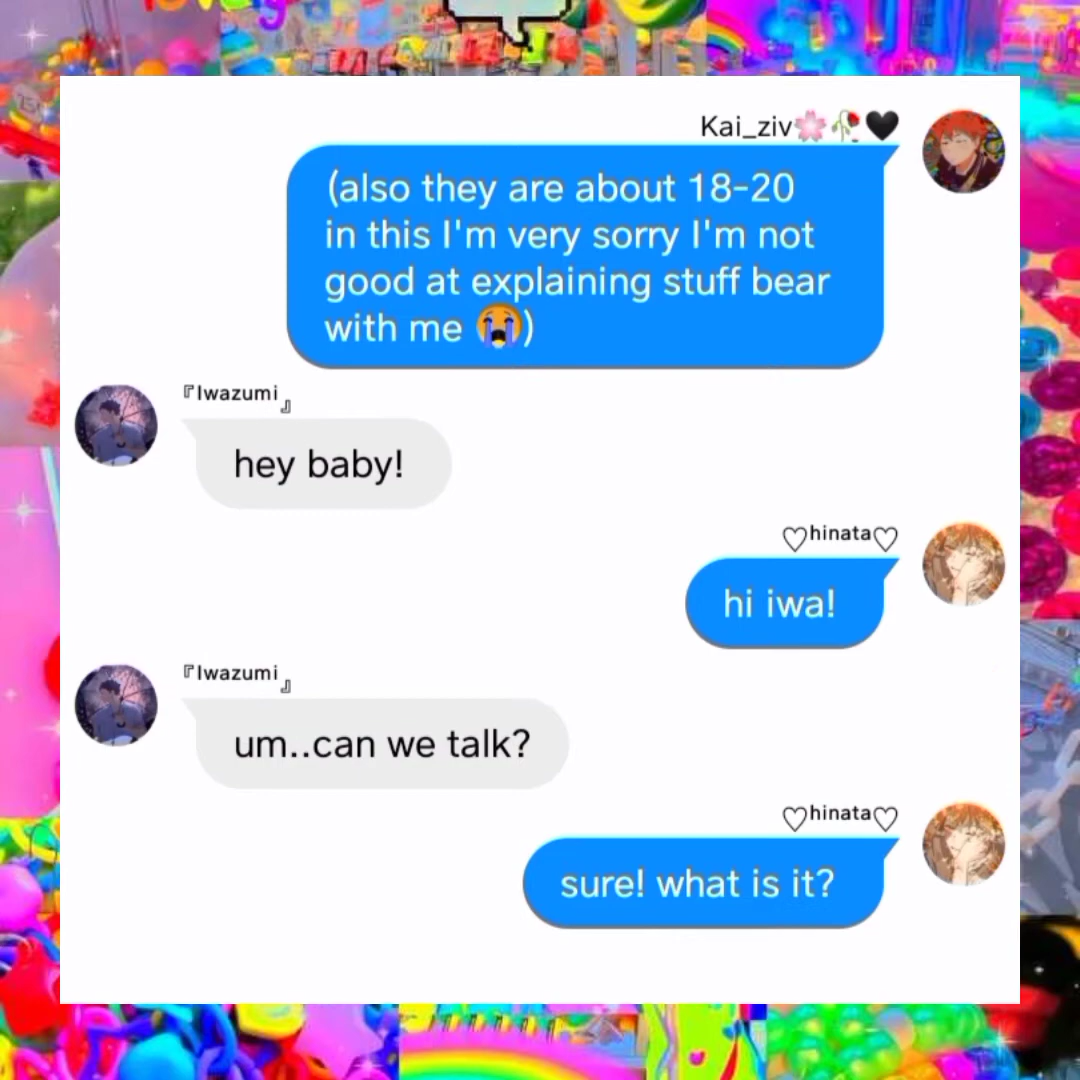 Kai_ziv🌸🥀🖤
(also they are about 18-20
in this I'm very sorry I'm not
good at explaining stuff bear
with me 😭)
『Iwazumi』
hey baby!
♡hinata♡
hi iwa!
『Iwazumi』
um..can we talk?
♡hinata♡
sure! what is it?